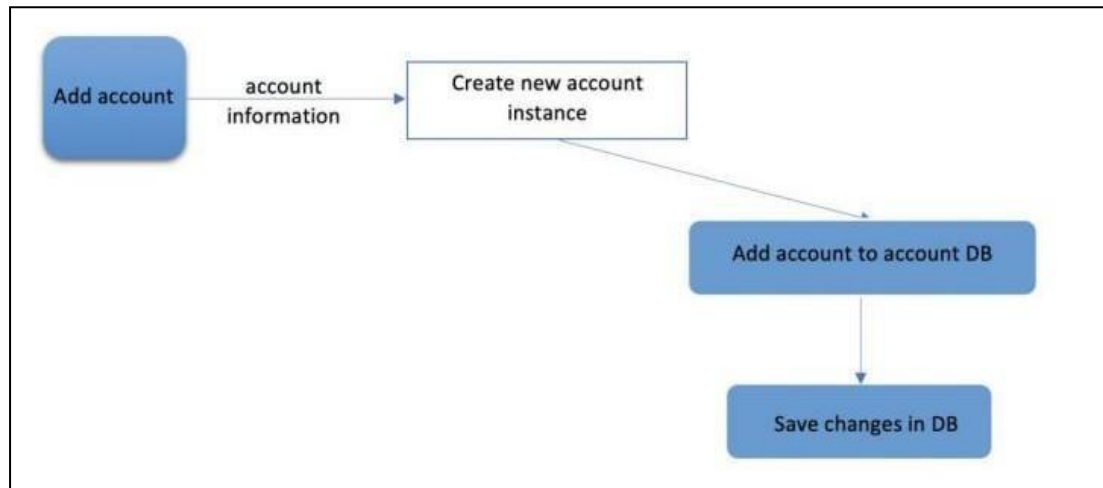 Add account
account
information
Create new account
instance
Add account to account DB
Save changes in DB